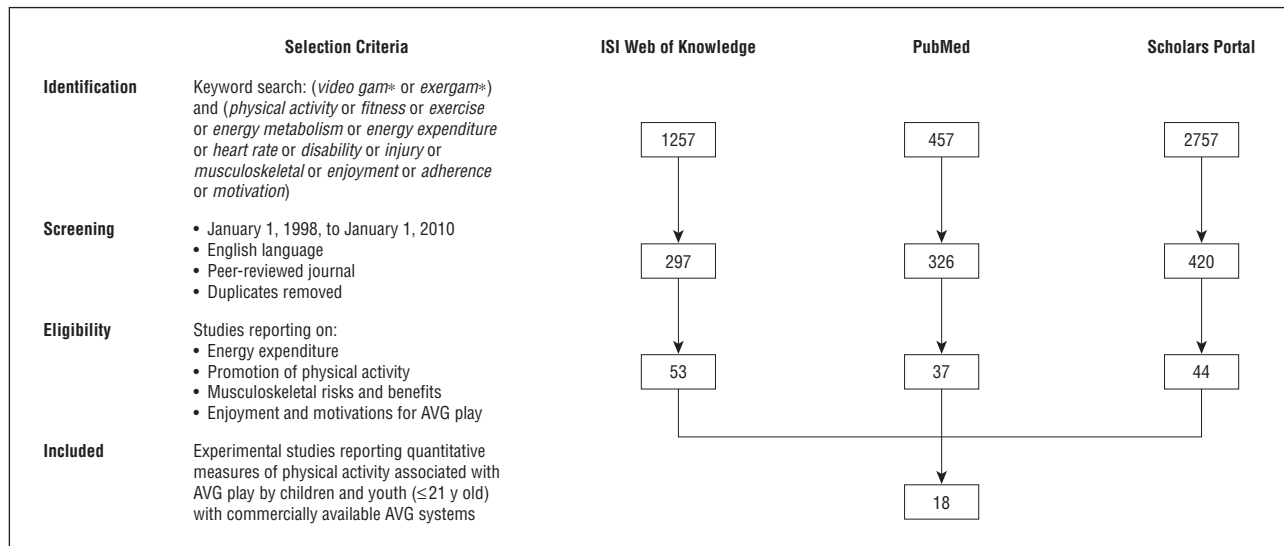 Selection Criteria
ISI Web of Knowledge
PubMed
Scholars Portal
Identification
Keyword search: (video gam* or exergam*)
and (physical activity or fitness or exercise
or energy metabolism or energy expenditure
or heart rate or disability or injury or
musculoskeletal or enjoyment or adherence
or motivation)
1257
457
2757
Screening
• January 1, 1998, to January 1, 2010
• English language
• Peer-reviewed journal
• Duplicates removed
297
326
420
Eligibility
Studies reporting on:
• Energy expenditure
• Promotion of physical activity
• Musculoskeletal risks and benefits
• Enjoyment and motivations for AVG play
53
37
44
Included
Experimental studies reporting quantitative
measures of physical activity associated with
AVG play by children and youth (≤21 y old)
with commercially available AVG systems
18